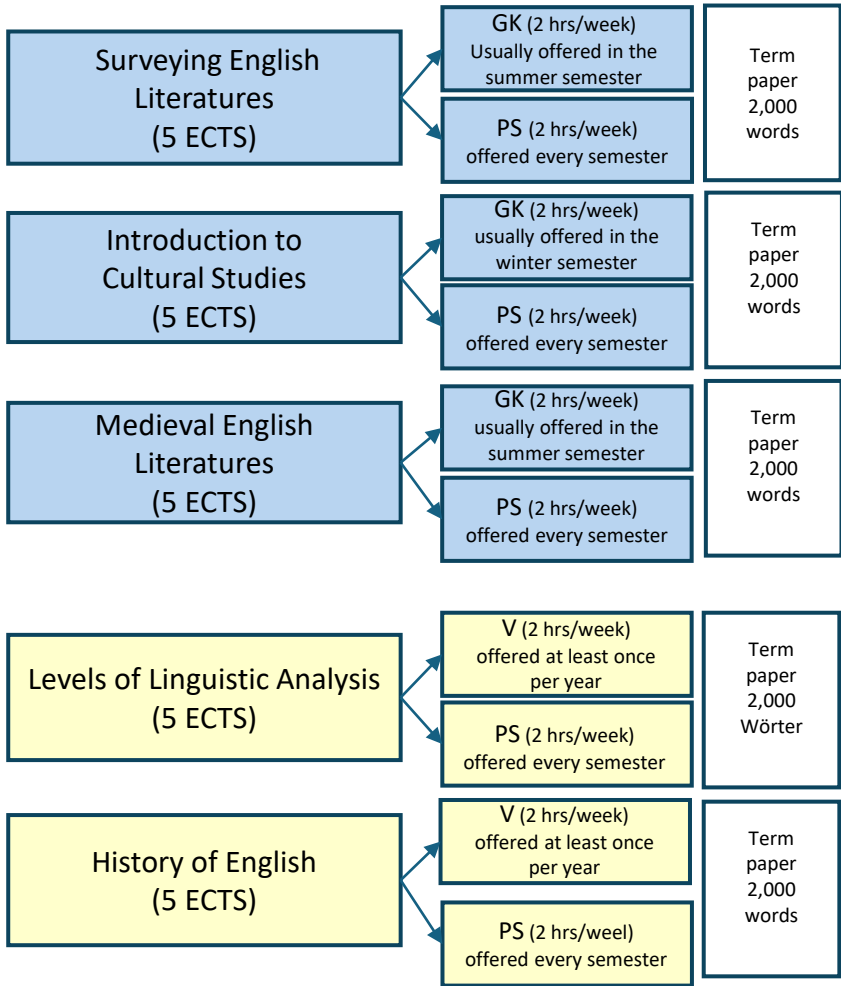 Surveying English
Literatures
(5 ECTS)
GK (2 hrs/week)
Usually offered in the
summer semester
PS (2 hrs/week)
offered every semester
Term
paper
2,000
words
Introduction to
Cultural Studies
(5 ECTS)
GK (2 hrs/week)
usually offered in the
winter semester
PS (2 hrs/week)
offered every semester
Term
paper
2,000
words
Medieval English
Literatures
(5 ECTS)
GK (2 hrs/week)
usually offered in the
summer semester
PS (2 hrs/week)
offered every semester
Term
paper
2,000
words
Levels of Linguistic Analysis
(5 ECTS)
V (2 hrs/week)
offered at least once
per year
PS (2 hrs/week)
offered every semester
Term
paper
2,000
Wörter
History of English
(5 ECTS)
V (2 hrs/week)
offered at least once
per year
PS (2 hrs/weel)
offered every semester
Term
paper
2,000
words